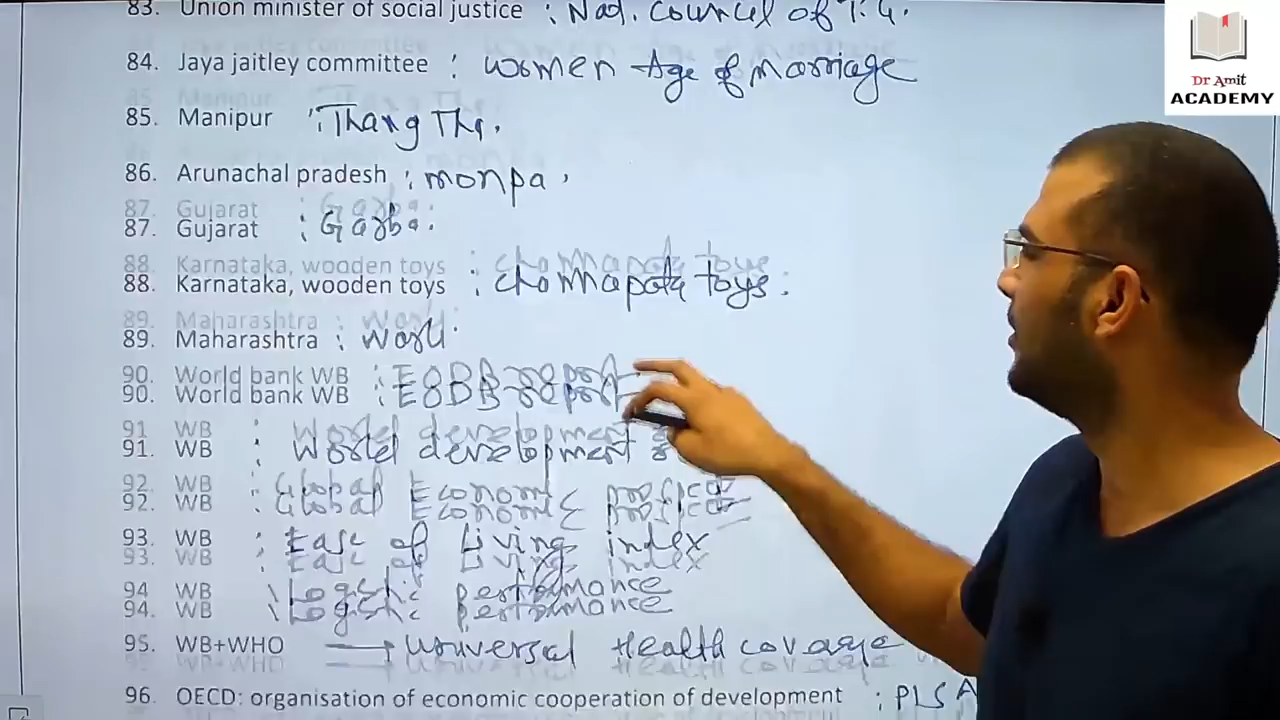 83. Union minister of social justice : Nad. Council of T.G.
84. Jaya jaitley committee : women Age of marriage
85. Manipur : Thang Tha.
86. Arunachal pradesh : monpa.
87. Gujarat : Garba.
88. Karnataka, wooden toys : toys :
89. Maharashtra : Worli
90. World bank WB : EODB report
91. WB : World development
92. WB : Global Economic
93. WB : Ease of Living index
94. WB : Logistic performance
95. WB+WHO → universal Health covarage
96. OECD: organisation of economic cooperation of development : PISA
Dr Amit
ACADEMY